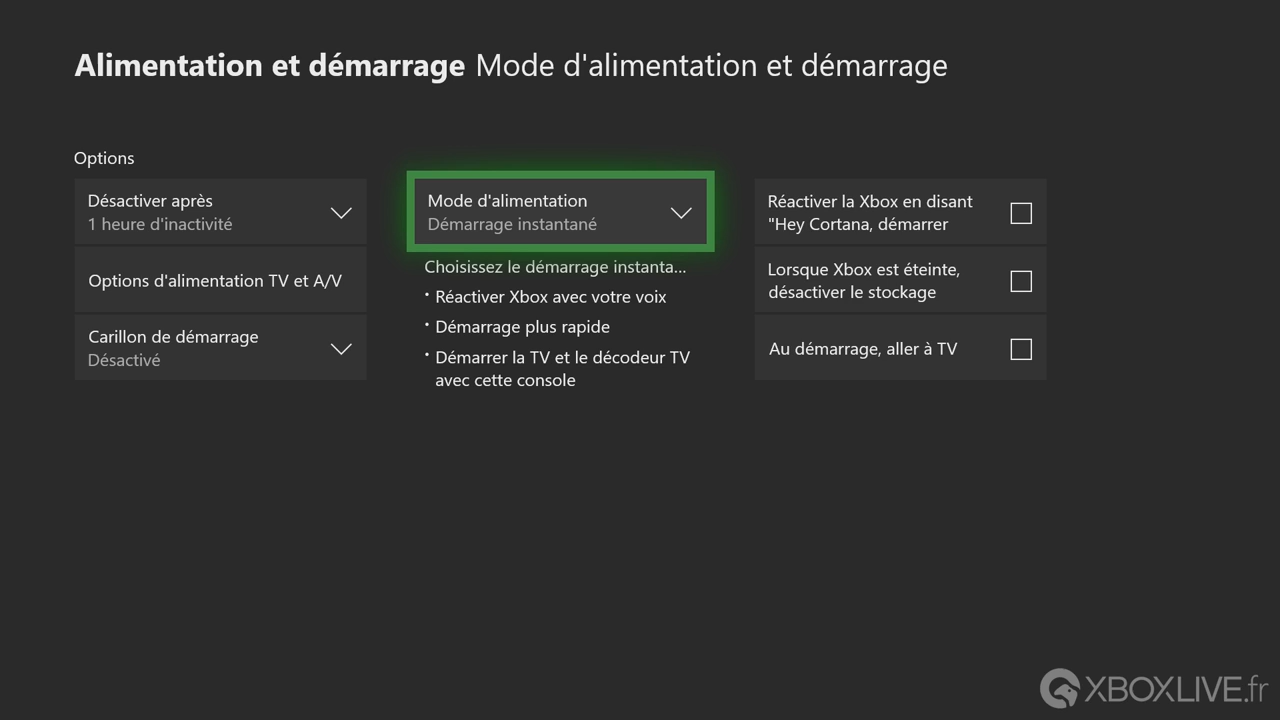 Alimentation et démarrage Mode d'alimentation et démarrage
Options
Désactiver après
1 heure d'inactivité
Options d'alimentation TV et A/V
Carillon de démarrage
Désactivé
Mode d'alimentation
Démarrage instantané
Choisissez le démarrage instanta...
• Réactiver Xbox avec votre voix
• Démarrage plus rapide
• Démarrer la TV et le décodeur TV
avec cette console
Réactiver la Xbox en disant
"Hey Cortana, démarrer
Lorsque Xbox est éteinte,
désactiver le stockage
Au démarrage, aller à TV
XBOXLIVE.fr